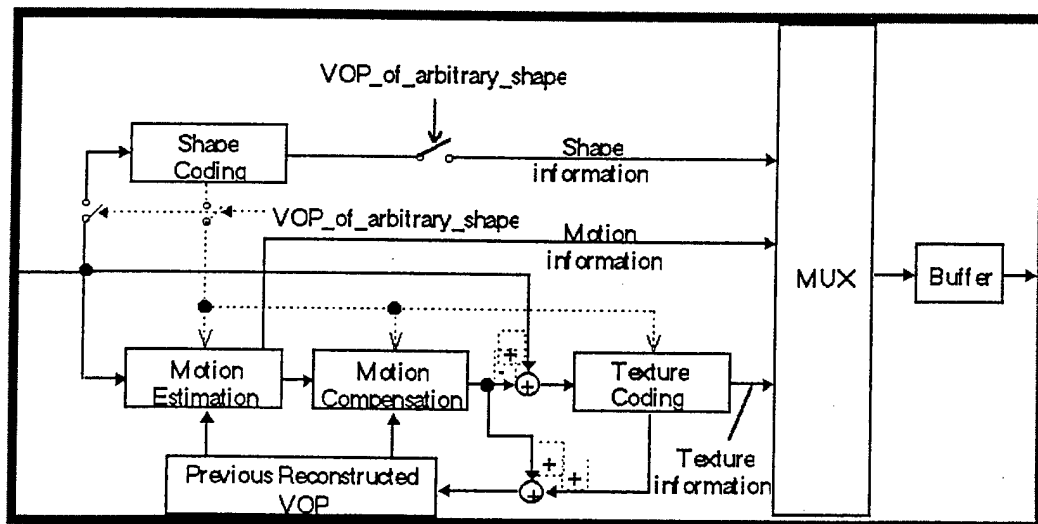 VOP_of_arbitrary_shape
Shape
Coding
Shape
information
VOP_of_arbitrary_shape
Motion
information
MUX
Buffer
+
-
Motion
Estimation
Motion
Compensation
+
Texture
Coding
+
+
+
Previous Reconstructed
VOP
Texture
information